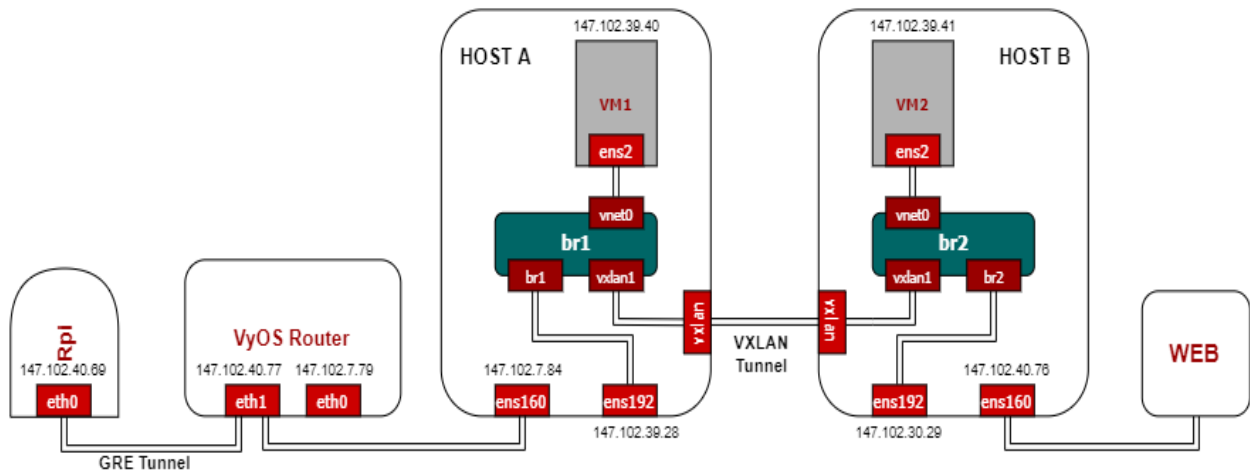 147.102.39.40
147.102.39.41
HOST A
HOST B
VM1
VM2
ens2
ens2
vnet0
vnet0
br1
br2
br1
vxlan1
vxlan1
br2
vxlan
vxlan
VXLAN
Tunnel
RpI
VyOS Router
WEB
147.102.40.69
147.102.40.77
147.102.7.79
147.102.7.84
147.102.40.76
eth0
eth1
eth0
ens160
ens192
ens192
ens160
147.102.39.28
147.102.30.29
GRE Tunnel